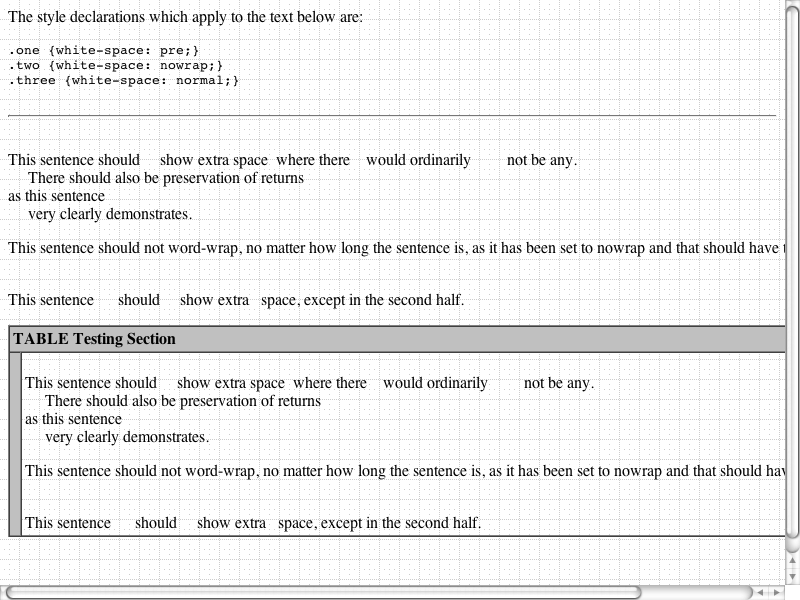 The style declarations which apply to the text below are:
.one {white-space: pre;}
.two {white-space: nowrap;}
.three {white-space: normal;}
This sentence should     show extra space  where there    would ordinarily         not be any.
     There should also be preservation of returns
as this sentence
     very clearly demonstrates.
This sentence should not word-wrap, no matter how long the sentence is, as it has been set to nowrap and that should have
This sentence      should     show extra   space, except in the second half.
TABLE Testing Section
This sentence should     show extra space  where there    would ordinarily         not be any.
     There should also be preservation of returns
as this sentence
     very clearly demonstrates.
This sentence should not word-wrap, no matter how long the sentence is, as it has been set to nowrap and that should
This sentence      should     show extra   space, except in the second half.